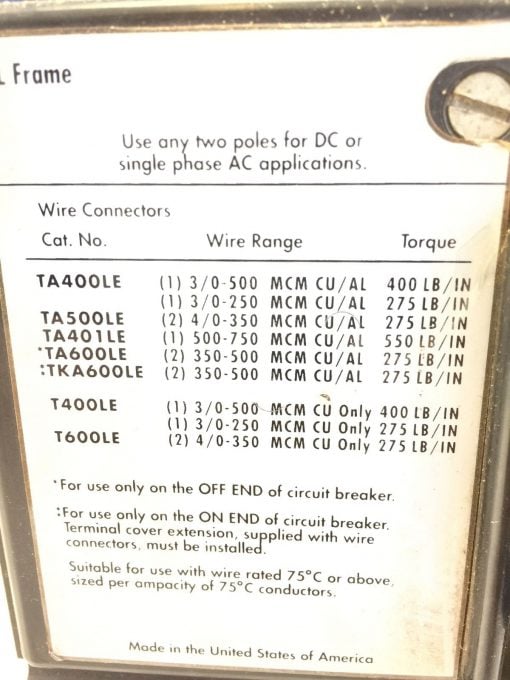 L Frame
Use any two poles for DC or
single phase AC applications.
Wire Connectors
Cat. No. Wire Range Torque
TA400LE (1) 3/0-500 MCM CU/AL 400 LB/IN
(1) 3/0-250 MCM CU/AL 275 LB/IN
TA500LE (2) 4/0-350 MCM CU/AL 275 LB/IN
TA401LE (1) 500-750 MCM CU/AL 550 LB/IN
*TA600LE (2) 350-500 MCM CU/AL 275 LB/IN
‡TKA600LE (2) 350-500 MCM CU/AL 275 LB/IN
T400LE (1) 3/0-500 MCM CU Only 400 LB/IN
(1) 3/0-250 MCM CU Only 275 LB/IN
T600LE (2) 4/0-350 MCM CU Only 275 LB/IN
*For use only on the OFF END of circuit breaker.
‡For use only on the ON END of circuit breaker.
Terminal cover extension, supplied with wire
connectors, must be installed.
Suitable for use with wire rated 75°C or above,
sized per ampacity of 75°C conductors.
Made in the United States of America